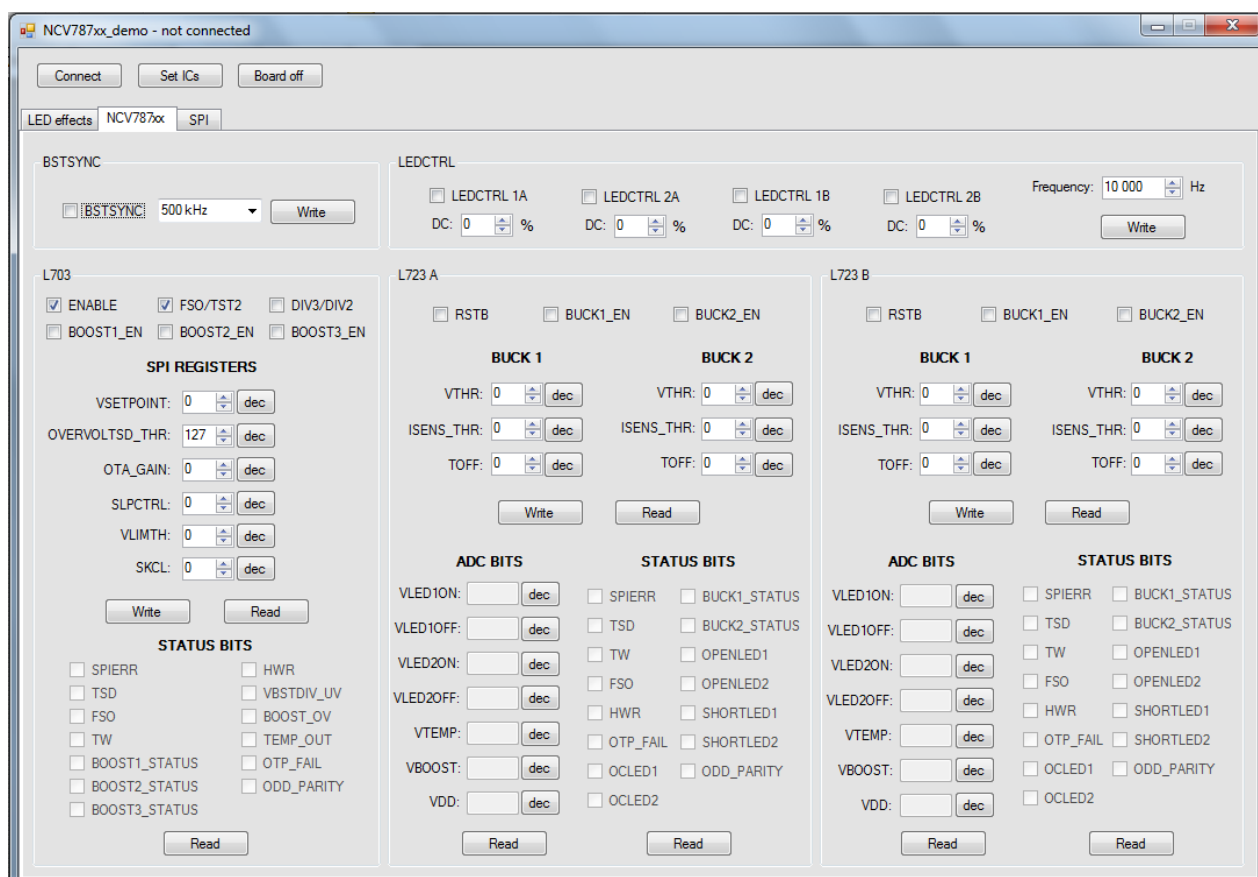 NCV787xx_demo - not connected
Connect Set ICs Board off
LED effects NCV787xx SPI
BSTSYNC
BSTSYNC 500 kHz Write
LEDCTRL
LEDCTRL 1A LEDCTRL 2A LEDCTRL 1B LEDCTRL 2B Frequency: 10 000 Hz
DC: 0 % DC: 0 % DC: 0 % DC: 0 % Write
L703
ENABLE FSO/TST2 DIV3/DIV2
BOOST1_EN BOOST2_EN BOOST3_EN
SPI REGISTERS
VSETPOINT: 0 dec
OVERVOLTSD_THR: 127 dec
OTA_GAIN: 0 dec
SLPCTRL: 0 dec
VLIMTH: 0 dec
SKCL: 0 dec
Write Read
STATUS BITS
SPIERR HWR
TSD VBSTDIV_UV
FSO BOOST_OV
TW TEMP_OUT
BOOST1_STATUS OTP_FAIL
BOOST2_STATUS ODD_PARITY
BOOST3_STATUS
Read
L723 A
RSTB BUCK1_EN BUCK2_EN
BUCK 1 BUCK 2
VTHR: 0 dec VTHR: 0 dec
ISENS_THR: 0 dec ISENS_THR: 0 dec
TOFF: 0 dec TOFF: 0 dec
Write Read
ADC BITS STATUS BITS
VLED1ON: dec SPIERR BUCK1_STATUS
VLED1OFF: dec TSD BUCK2_STATUS
VLED2ON: dec TW OPENLED1
VLED2OFF: dec FSO OPENLED2
VTEMP: dec HWR SHORTLED1
VBOOST: dec OTP_FAIL SHORTLED2
VDD: dec OCLED1 ODD_PARITY
OCLED2
Read Read
L723 B
RSTB BUCK1_EN BUCK2_EN
BUCK 1 BUCK 2
VTHR: 0 dec VTHR: 0 dec
ISENS_THR: 0 dec ISENS_THR: 0 dec
TOFF: 0 dec TOFF: 0 dec
Write Read
ADC BITS STATUS BITS
VLED1ON: dec SPIERR BUCK1_STATUS
VLED1OFF: dec TSD BUCK2_STATUS
VLED2ON: dec TW OPENLED1
VLED2OFF: dec FSO OPENLED2
VTEMP: dec HWR SHORTLED1
VBOOST: dec OTP_FAIL SHORTLED2
VDD: dec OCLED1 ODD_PARITY
OCLED2
Read Read